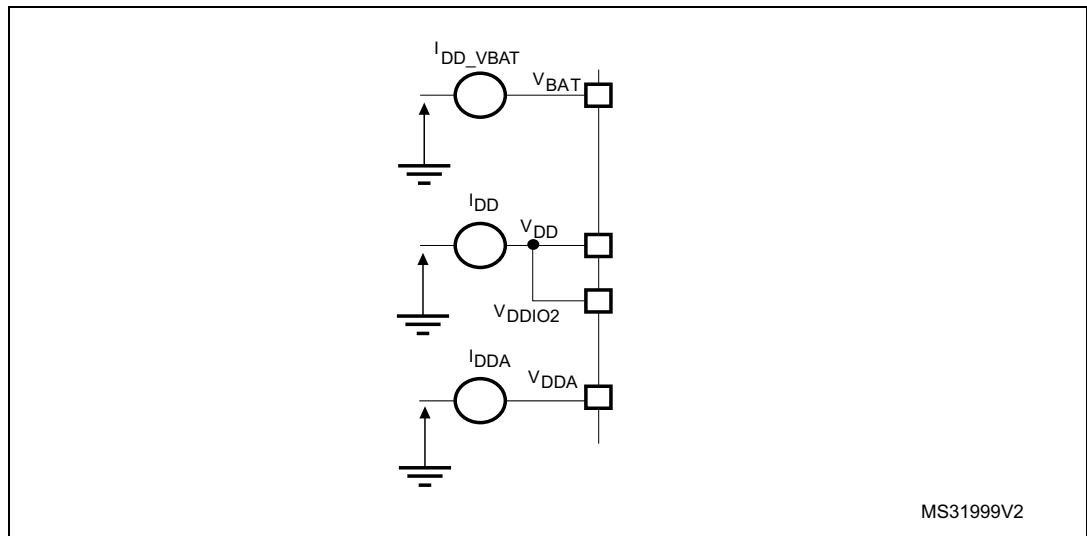 IDD_VBAT
VBAT
IDD
VDD
VDDIO2
IDDA
VDDA
MS31999V2